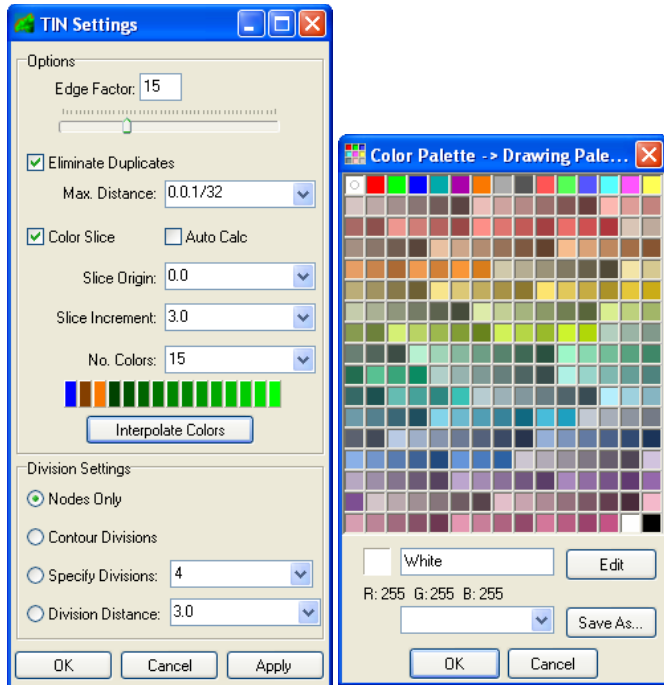 TIN Settings
Options
Edge Factor: 15
Eliminate Duplicates
Max. Distance: 0.0.1/32
Color Slice Auto Calc
Slice Origin: 0.0
Slice Increment: 3.0
No. Colors: 15
Interpolate Colors
Division Settings
Nodes Only
Contour Divisions
Specify Divisions: 4
Division Distance: 3.0
OK Cancel Apply
Color Palette -> Drawing Pale...
White Edit
R: 255 G: 255 B: 255
Save As...
OK Cancel